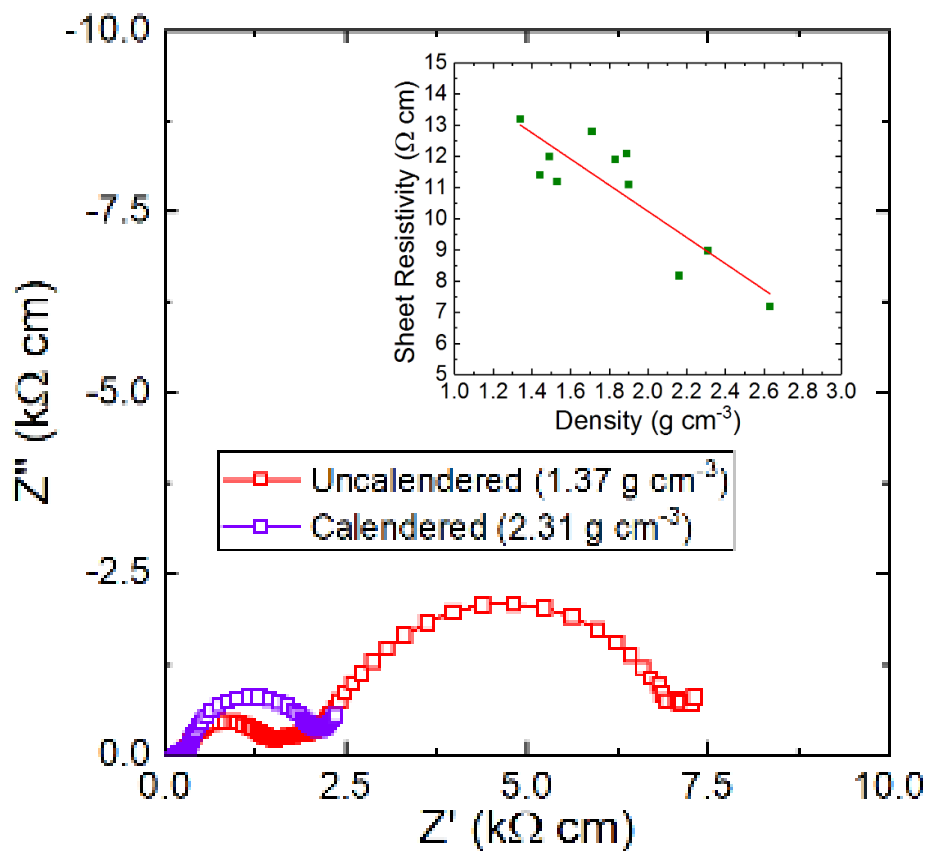 -10.0
-7.5
-5.0
-2.5
0.0
Z" (kΩ cm)
0.0 2.5 5.0 7.5 10.0
Z' (kΩ cm)
15
14
13
12
11
10
9
8
7
6
5
Sheet Resistivity (Ω cm)
1.0 1.2 1.4 1.6 1.8 2.0 2.2 2.4 2.6 2.8 3.0
Density (g cm⁻³)
Uncalendered (1.37 g cm⁻³)
Calendered (2.31 g cm⁻³)